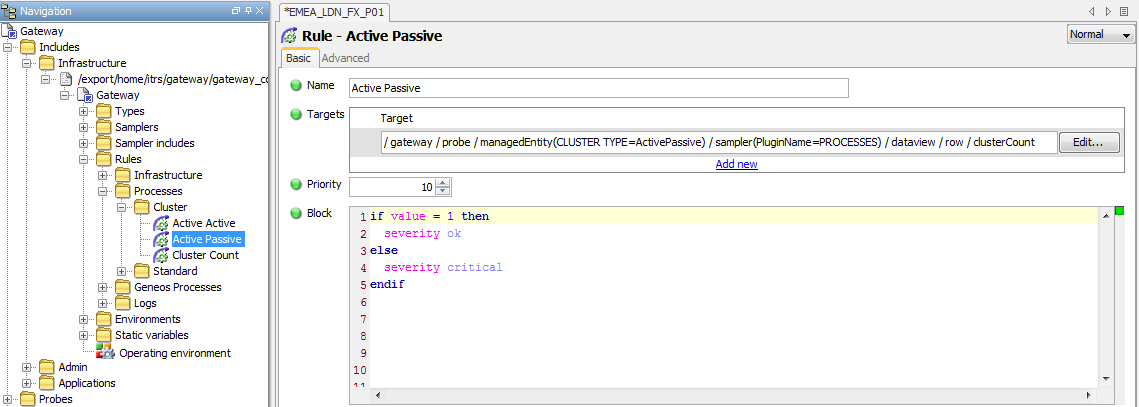 Navigation
Gateway
Includes
Infrastructure
/export/home/itrs/gateway/gateway_co
Gateway
Types
Samplers
Sampler includes
Rules
Infrastructure
Processes
Cluster
Active Active
Active Passive
Cluster Count
Standard
Geneos Processes
Logs
Environments
Static variables
Operating environment
Admin
Applications
Probes
*EMEA_LDN_FX_P01
Rule - Active Passive
Normal
Basic Advanced
Name Active Passive
Targets Target
/ gateway / probe / managedEntity(CLUSTER TYPE=ActivePassive) / sampler(PluginName=PROCESSES) / dataview / row / clusterCount Edit...
Add new
Priority 10
Block
1 if value = 1 then
2 severity ok
3 else
4 severity critical
5 endif
6
7
8
9
10
11